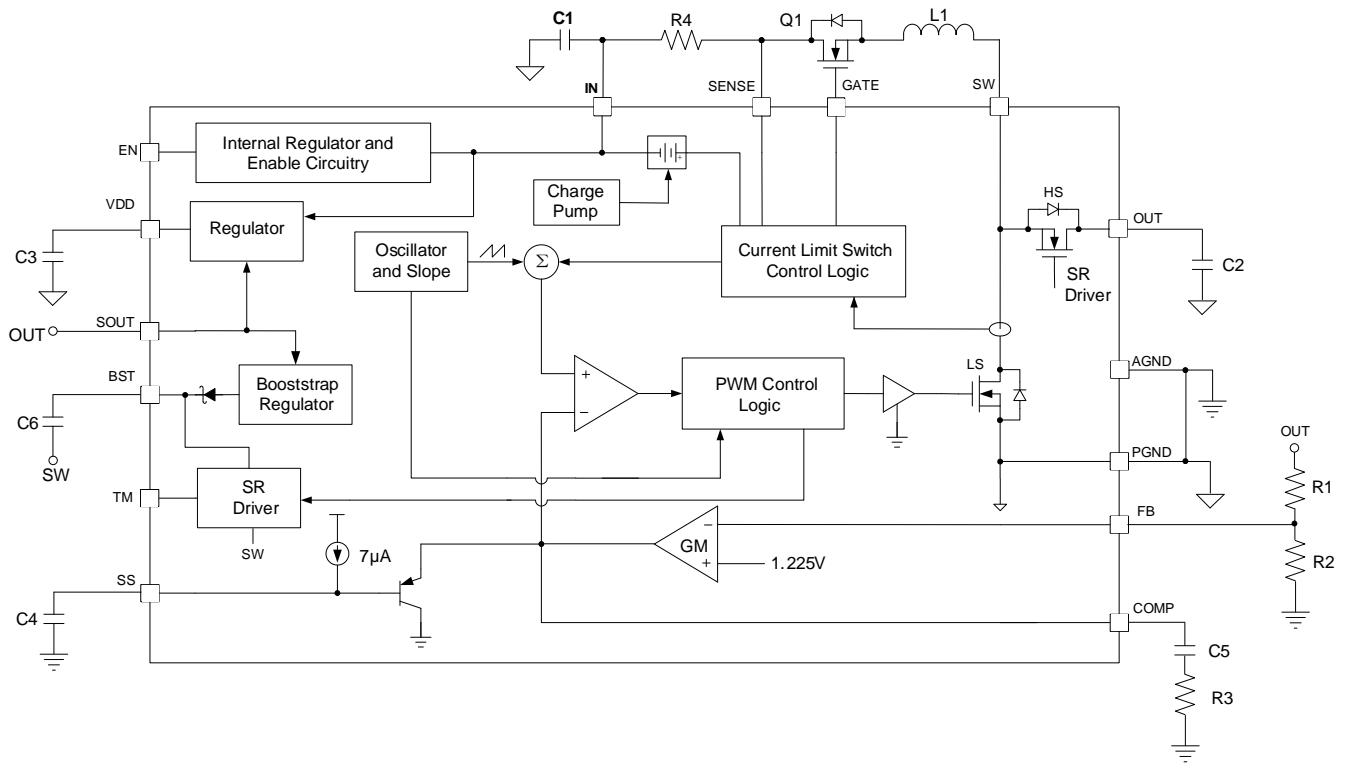 C1
R4
Q1
L1
IN
SENSE
GATE
SW
EN
Internal Regulator and
Enable Circuitry
Charge
Pump
VDD
Regulator
C3
Oscillator
and Slope
Σ
Current Limit Switch
Control Logic
HS
OUT
SR
Driver
C2
OUT
SOUT
BST
Booststrap
Regulator
C6
SW
+
−
PWM Control
Logic
LS
AGND
PGND
OUT
R1
TM
SR
Driver
SW
7µA
GM
−
+
1.225V
FB
R2
SS
C4
COMP
C5
R3